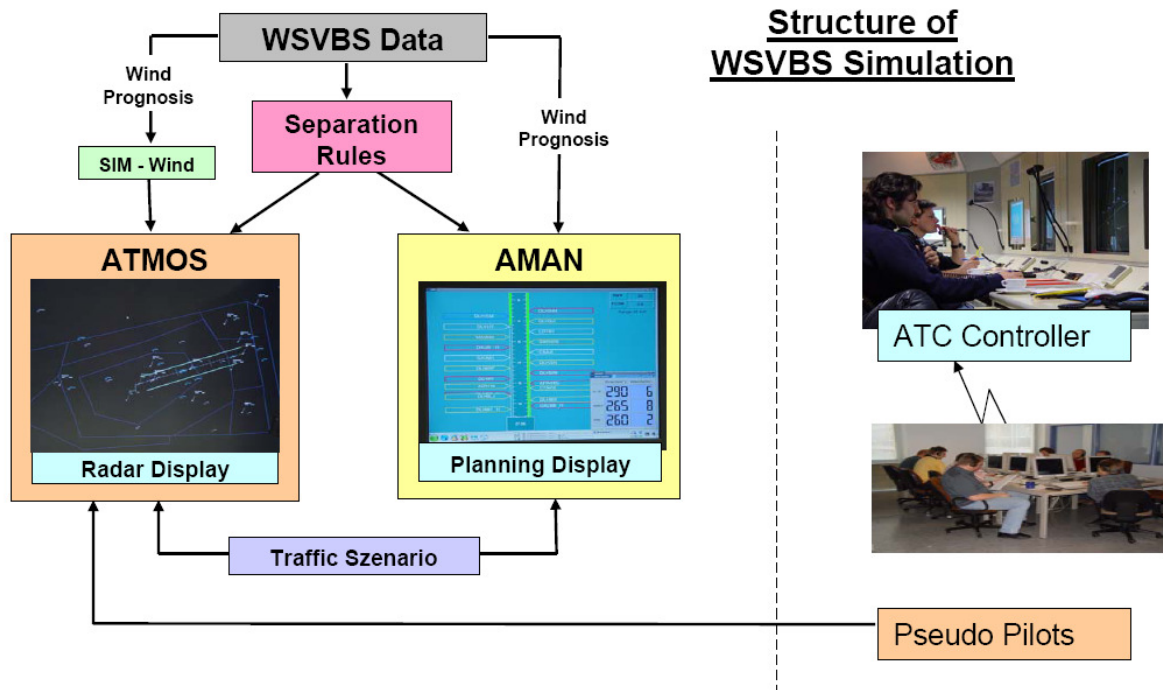 Structure of
WSVBS Simulation
WSVBS Data
Wind
Prognosis
Separation
Rules
Wind
Prognosis
SIM - Wind
ATMOS
AMAN
290 6
265 8
260 2
Radar Display
Planning Display
Traffic Szenario
ATC Controller
Pseudo Pilots